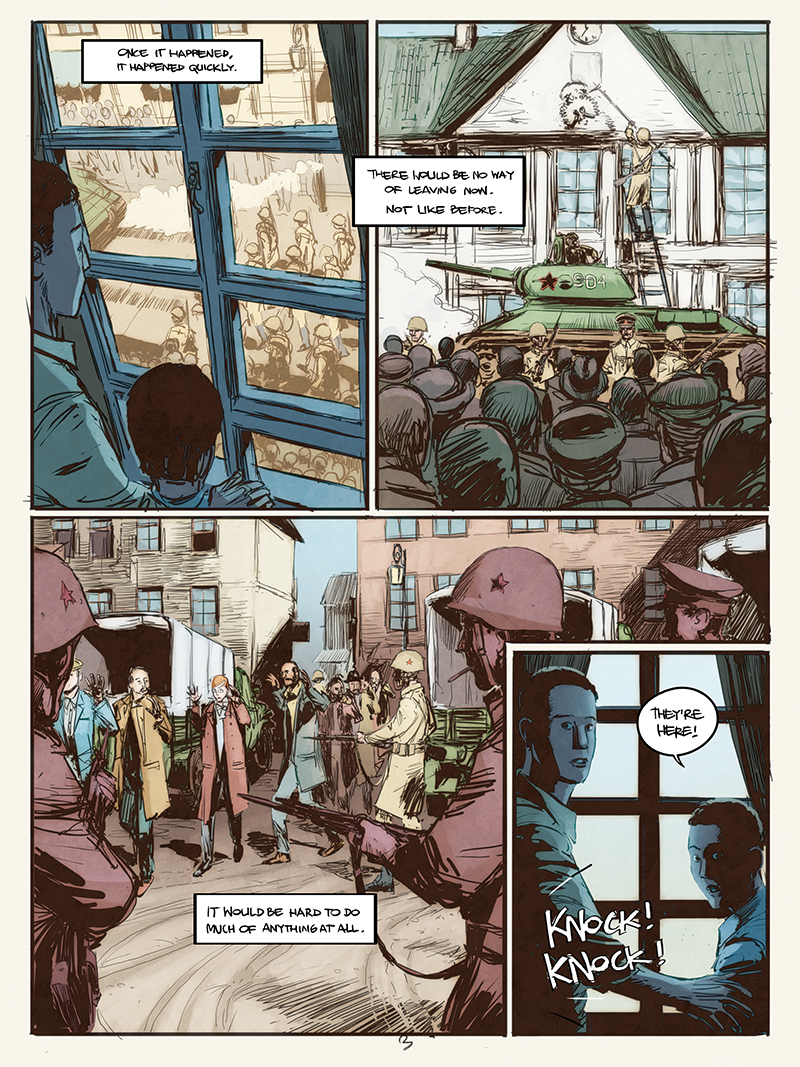 ONCE IT HAPPENED,
IT HAPPENED QUICKLY.
THERE WOULD BE NO WAY
OF LEAVING NOW.
NOT LIKE BEFORE.
904
IT WOULD BE HARD TO DO
MUCH OF ANYTHING AT ALL.
THEY'RE
HERE!
KNOCK!
KNOCK!